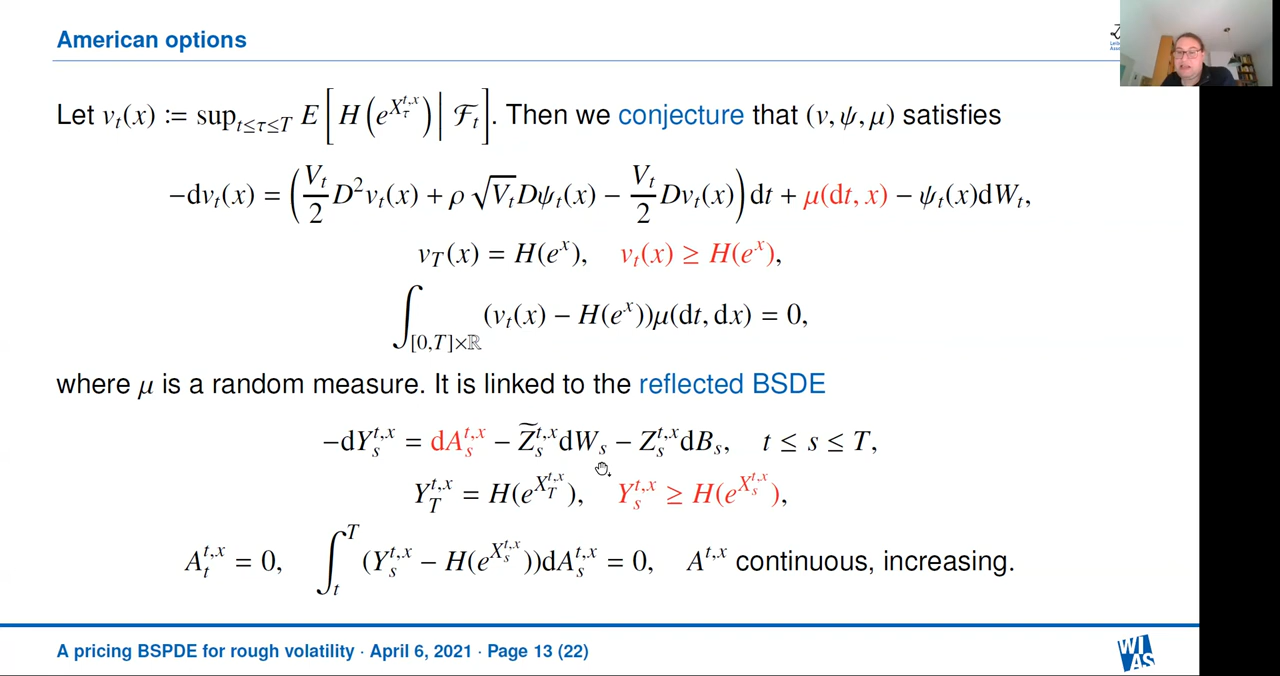 American options
Let v_t(x) := sup_{t≤τ≤T} E[ H( e^{X_τ^{t,x}} ) | ℱ_t ]. Then we conjecture that (v, ψ, μ) satisfies
−dv_t(x) = ( V_t/2 D²v_t(x) + ρ √V_t Dψ_t(x) − V_t/2 Dv_t(x) ) dt + μ(dt, x) − ψ_t(x)dW_t,
v_T(x) = H(e^x), v_t(x) ≥ H(e^x),
∫_{[0,T]×ℝ} (v_t(x) − H(e^x))μ(dt, dx) = 0,
where μ is a random measure. It is linked to the reflected BSDE
−dY_s^{t,x} = dA_s^{t,x} − Z̃_s^{t,x}dW_s − Z_s^{t,x}dB_s, t ≤ s ≤ T,
Y_T^{t,x} = H(e^{X_T^{t,x}}), Y_s^{t,x} ≥ H(e^{X_s^{t,x}}),
A_t^{t,x} = 0, ∫_t^T (Y_s^{t,x} − H(e^{X_s^{t,x}}))dA_s^{t,x} = 0, A^{t,x} continuous, increasing.
A pricing BSPDE for rough volatility · April 6, 2021 · Page 13 (22)
WIAS